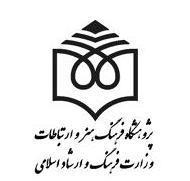 پژوهشگاه فرهنگ، هنر و ارتباطات
وزارت فرهنگ و ارشاد اسلامی